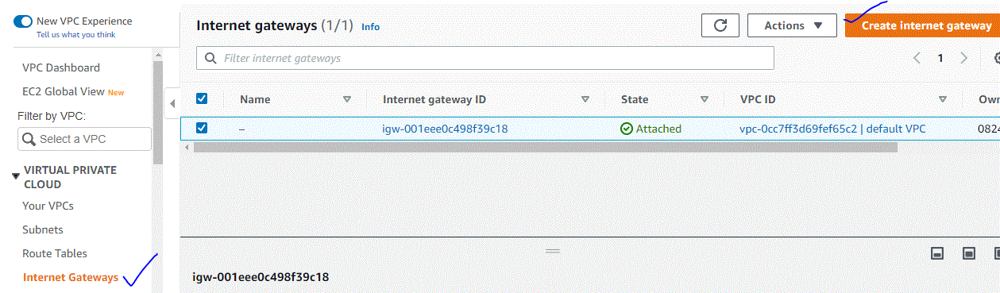 New VPC Experience
Tell us what you think
VPC Dashboard
EC2 Global View New
Filter by VPC:
Select a VPC
VIRTUAL PRIVATE
CLOUD
Your VPCs
Subnets
Route Tables
Internet Gateways
Internet gateways (1/1) Info
Actions
Create internet gateway
Filter internet gateways
1
Name Internet gateway ID State VPC ID
– igw-001eee0c498f39c18 Attached vpc-0cc7ff3d69fef65c2 | default VPC
igw-001eee0c498f39c18